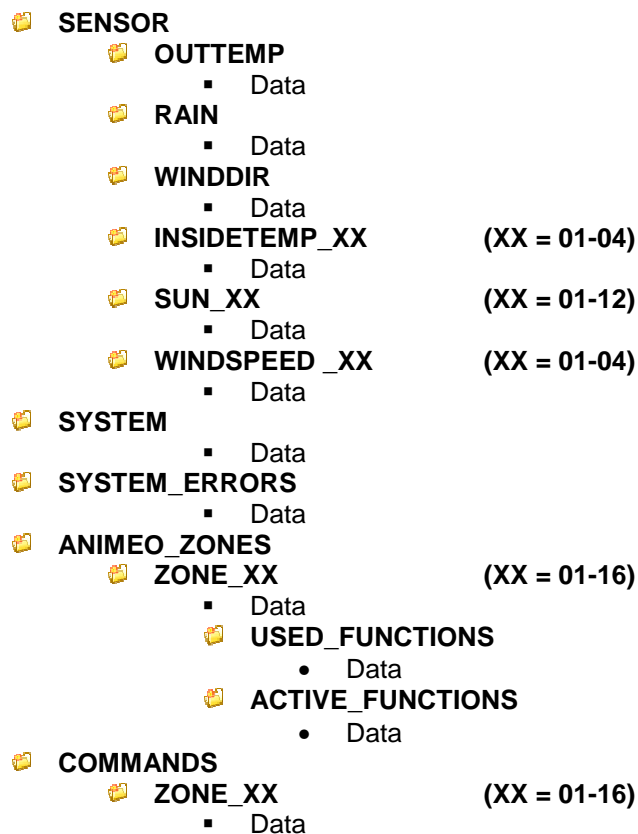 SENSOR
OUTTEMP
▪ Data
RAIN
▪ Data
WINDDIR
▪ Data
INSIDETEMP_XX (XX = 01-04)
▪ Data
SUN_XX (XX = 01-12)
▪ Data
WINDSPEED _XX (XX = 01-04)
▪ Data
SYSTEM
▪ Data
SYSTEM_ERRORS
▪ Data
ANIMEO_ZONES
ZONE_XX (XX = 01-16)
▪ Data
USED_FUNCTIONS
• Data
ACTIVE_FUNCTIONS
• Data
COMMANDS
ZONE_XX (XX = 01-16)
▪ Data